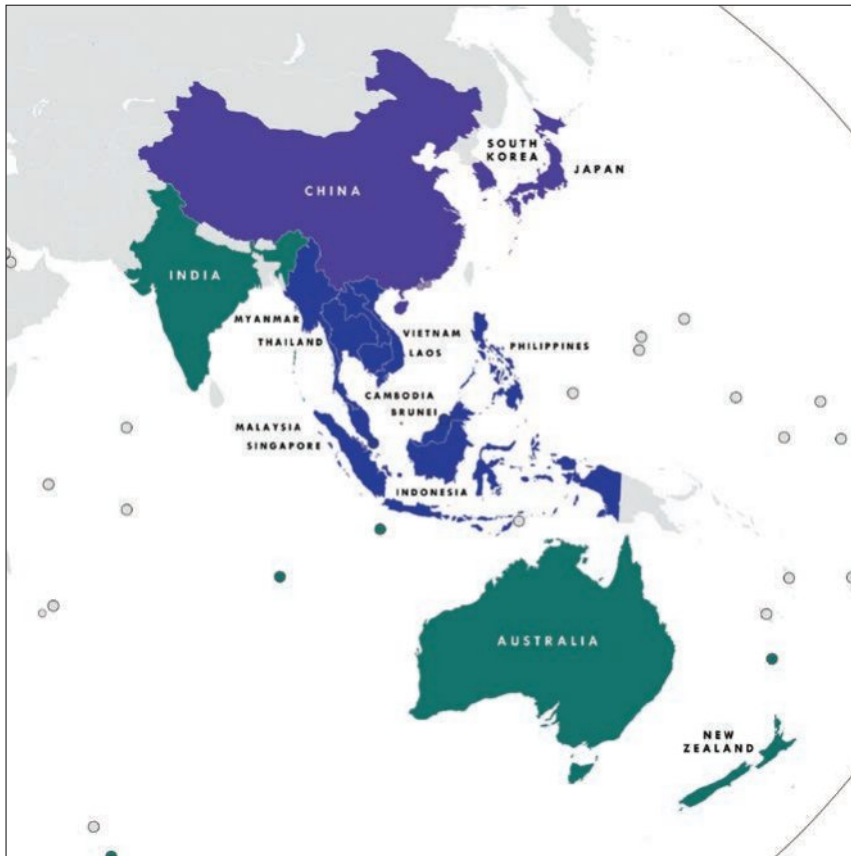 SOUTH
KOREA
JAPAN
CHINA
INDIA
MYANMAR
THAILAND
VIETNAM
LAOS
PHILIPPINES
CAMBODIA
BRUNEI
MALAYSIA
SINGAPORE
INDONESIA
AUSTRALIA
NEW
ZEALAND